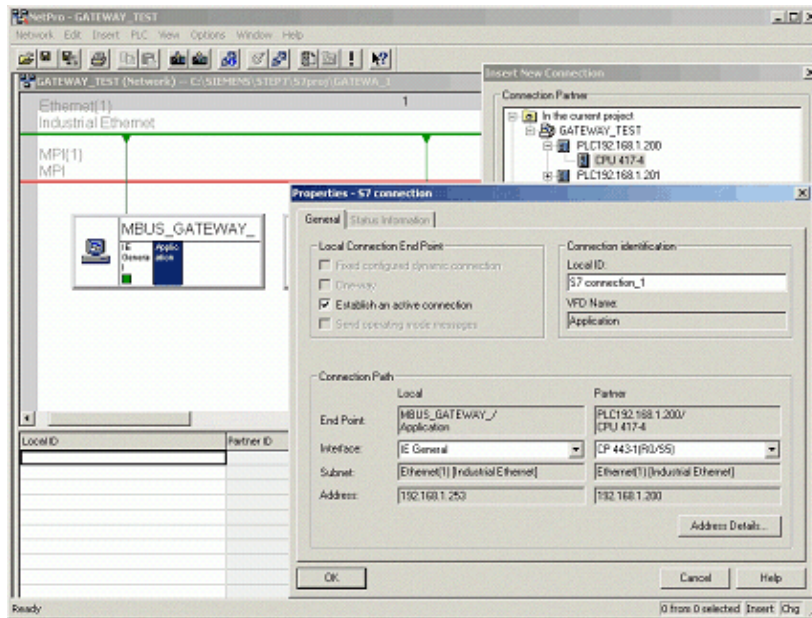 NetPro - GATEWAY_TEST
Network Edit Insert PLC View Options Window Help
GATEWAY_TEST (Network) -- C:\SIEMENS\STEP7\S7proj\GATEWA_1
Ethernet(1)
Industrial Ethernet
1
MPI(1)
MPI
MBUS_GATEWAY_
IE
General
Applic
ation
Insert New Connection
Connection Partner
In the current project
GATEWAY_TEST
PLC192.168.1.200
CPU 417-4
PLC192.168.1.201
Properties - S7 connection
General Status Information
Local Connection End Point
Fixed configured dynamic connection
One-way
Establish an active connection
Send operating mode messages
Connection identification
Local ID:
S7 connection_1
VFD Name:
Application
Connection Path
Local Partner
End Point: MBUS_GATEWAY_/
Application
PLC192.168.1.200/
CPU 417-4
Interface: IE General CP 443-1(R0/S5)
Subnet: Ethernet(1) [Industrial Ethernet] Ethernet(1) [Industrial Ethernet]
Address: 192.168.1.253 192.168.1.200
Address Details...
OK Cancel Help
Local ID Partner ID
Ready 0 from 0 selected Insert Chg